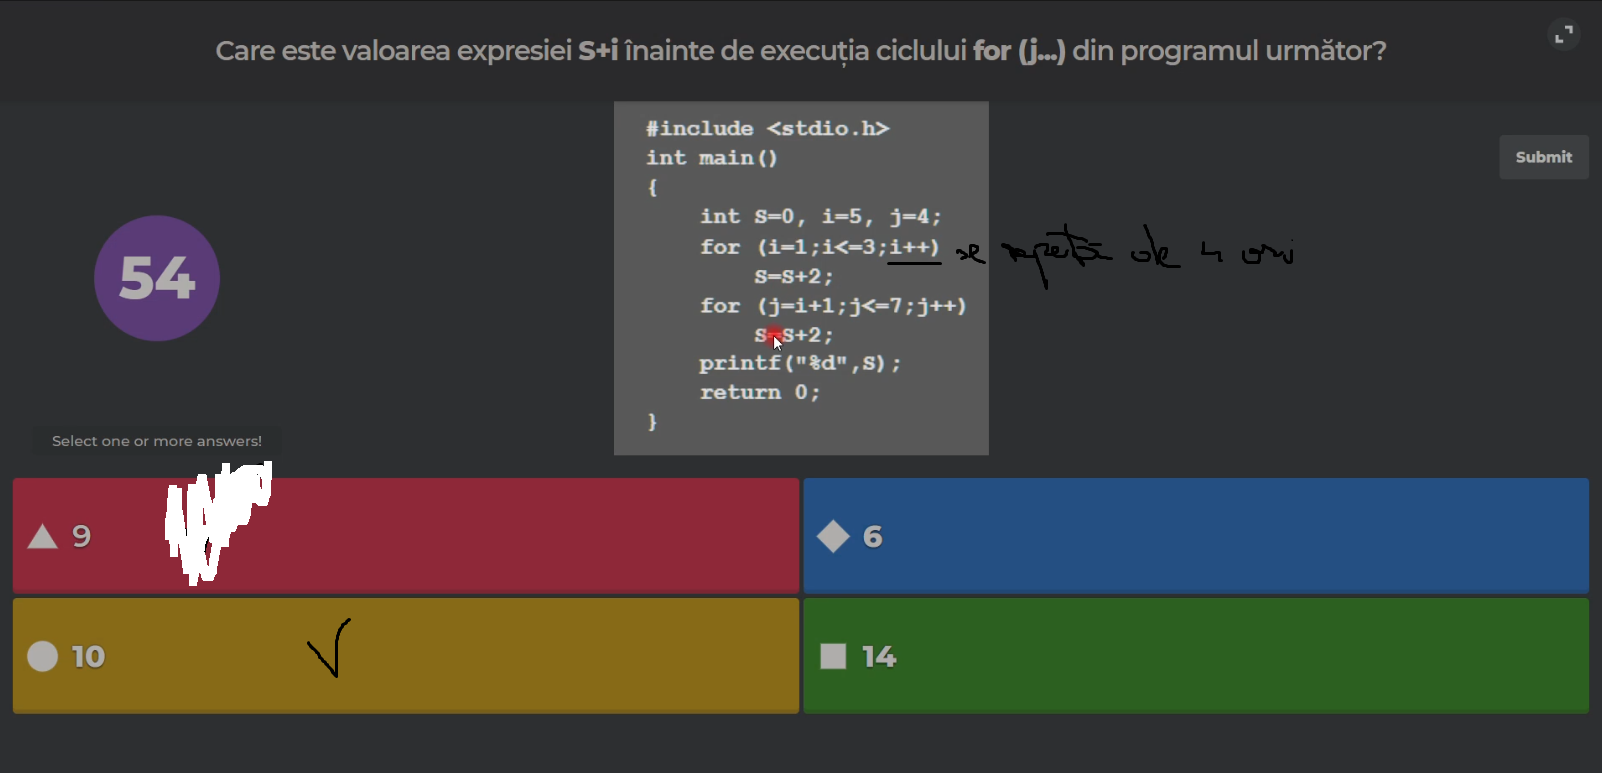 Care este valoarea expresiei S+i înainte de execuția ciclului for (j...) din programul următor?
#include <stdio.h>
int main()
{
int S=0, i=5, j=4;
for (i=1;i<=3;i++) se repetă de 4 ori
S=S+2;
for (j=i+1;j<=7;j++)
S=S+2;
printf("%d",S);
return 0;
}
Submit
54
Select one or more answers!
9
6
10
14